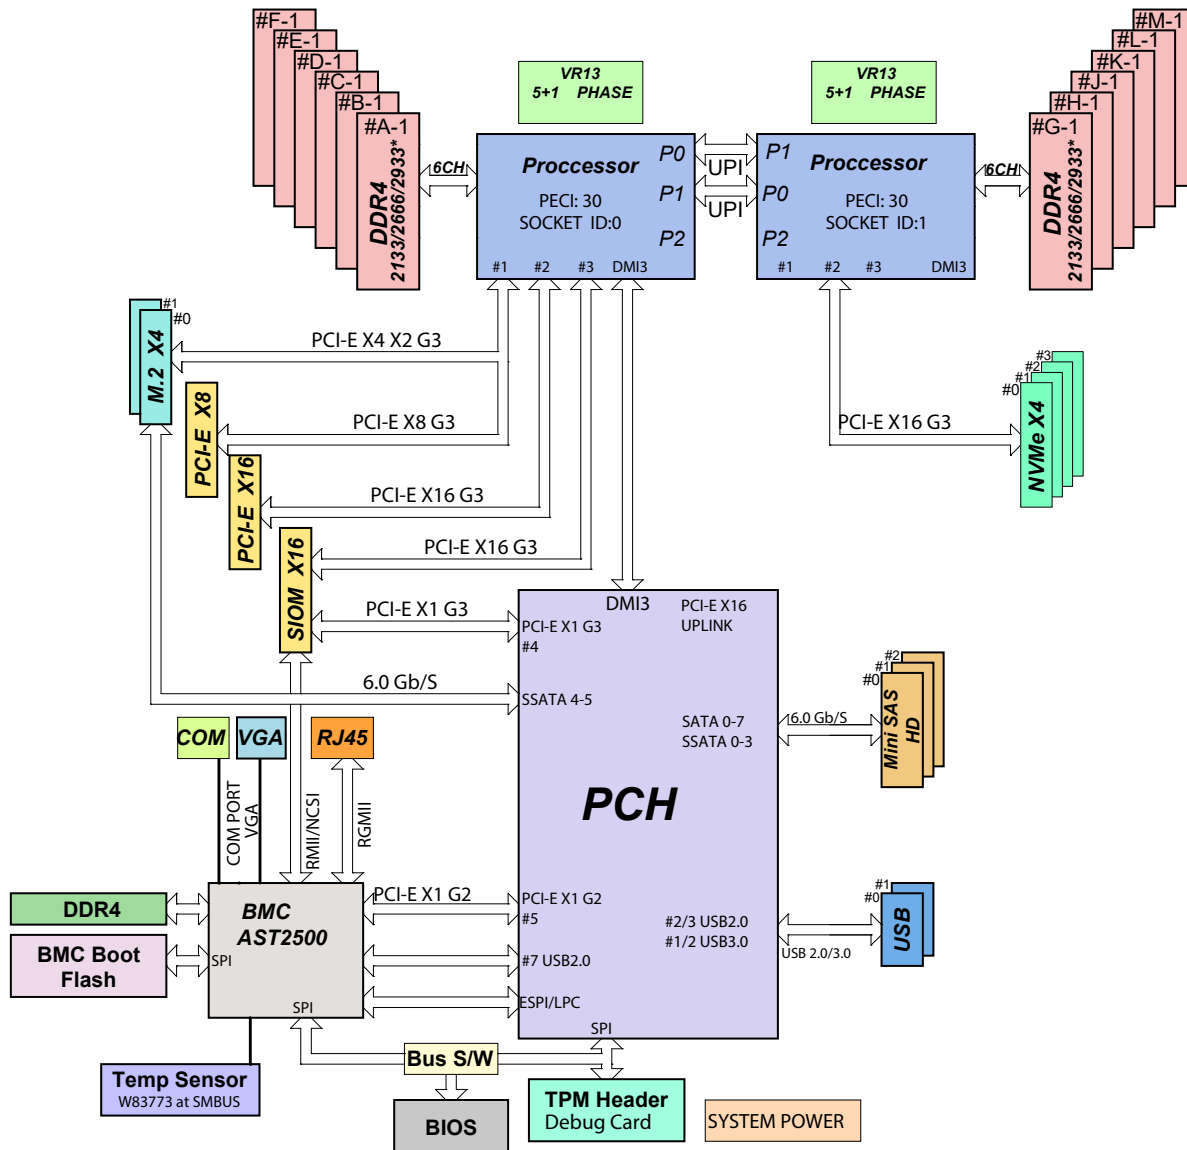 #F-1
#E-1
#D-1
#C-1
#B-1
#A-1
DDR4
2133/2666/2933*
6CH
VR13
5+1 PHASE
Proccessor
PECI: 30
SOCKET ID:0
P0
P1
P2
#1
#2
#3
DMI3
UPI
UPI
VR13
5+1 PHASE
P1
P0
P2
Proccessor
PECI: 30
SOCKET ID:1
#1
#2
#3
DMI3
6CH
#M-1
#L-1
#K-1
#J-1
#H-1
#G-1
DDR4
2133/2666/2933*
#1
#0
M.2 X4
PCI-E X4 X2 G3
PCI-E X8
PCI-E X8 G3
PCI-E X16
PCI-E X16 G3
SIOM X16
PCI-E X16 G3
PCI-E X1 G3
6.0 Gb/S
PCI-E X16 G3
#3
#2
#1
#0
NVMe X4
DMI3
PCI-E X16
UPLINK
PCI-E X1 G3
#4
SSATA 4-5
SATA 0-7
SSATA 0-3
PCH
PCI-E X1 G2
#5
#2/3 USB2.0
#1/2 USB3.0
#7 USB2.0
ESPI/LPC
SPI
6.0 Gb/S
#2
#1
#0
Mini SAS
HD
USB 2.0/3.0
#1
#0
USB
COM
VGA
RJ45
COM PORT
VGA
RMII/NCSI
RGMII
PCI-E X1 G2
DDR4
BMC Boot
Flash
BMC
AST2500
SPI
SPI
Temp Sensor
W83773 at SMBUS
Bus S/W
BIOS
TPM Header
Debug Card
SYSTEM POWER